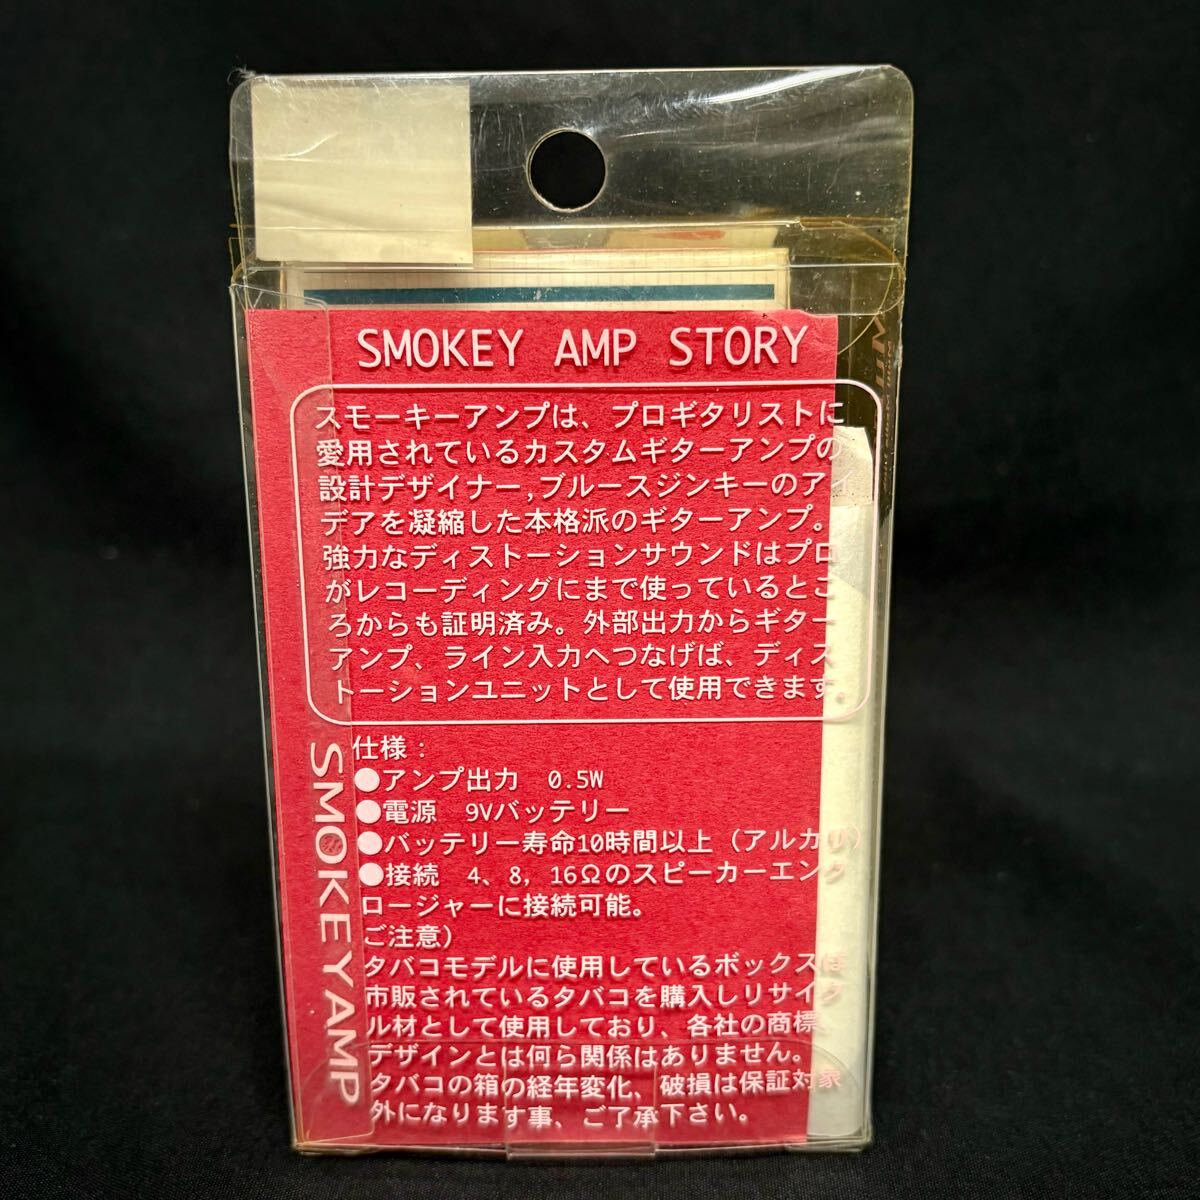 SMOKEY AMP STORY
スモーキーアンプは、プロギタリストに
愛用されているカスタムギターアンプの
設計デザイナー,ブルースジンキーのアイ
デアを凝縮した本格派のギターアンプ。
強力なディストーションサウンドはプロ
がレコーディングにまで使っているとこ
ろからも証明済み。外部出力からギター
アンプ、ライン入力へつなげば、ディス
トーションユニットとして使用できます。
仕様：
●アンプ出力　0.5W
●電源　9Vバッテリー
●バッテリー寿命10時間以上（アルカリ）
●接続　4、8，16Ωのスピーカーエンク
ロージャーに接続可能。
ご注意）
タバコモデルに使用しているボックスは
市販されているタバコを購入しリサイク
ル材として使用しており、各社の商標、
デザインとは何ら関係はありません。
タバコの箱の経年変化、破損は保証対象
外になります事、ご了承下さい。
SMOKEYAMP